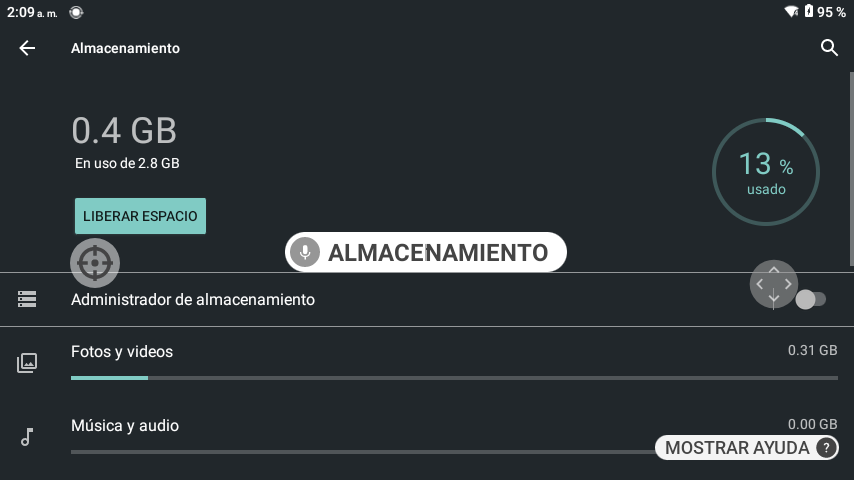 2:09 a. m.
95 %
Almacenamiento
0.4 GB
En uso de 2.8 GB
13 %
usado
LIBERAR ESPACIO
ALMACENAMIENTO
Administrador de almacenamiento
Fotos y videos
0.31 GB
Música y audio
0.00 GB
MOSTRAR AYUDA ?